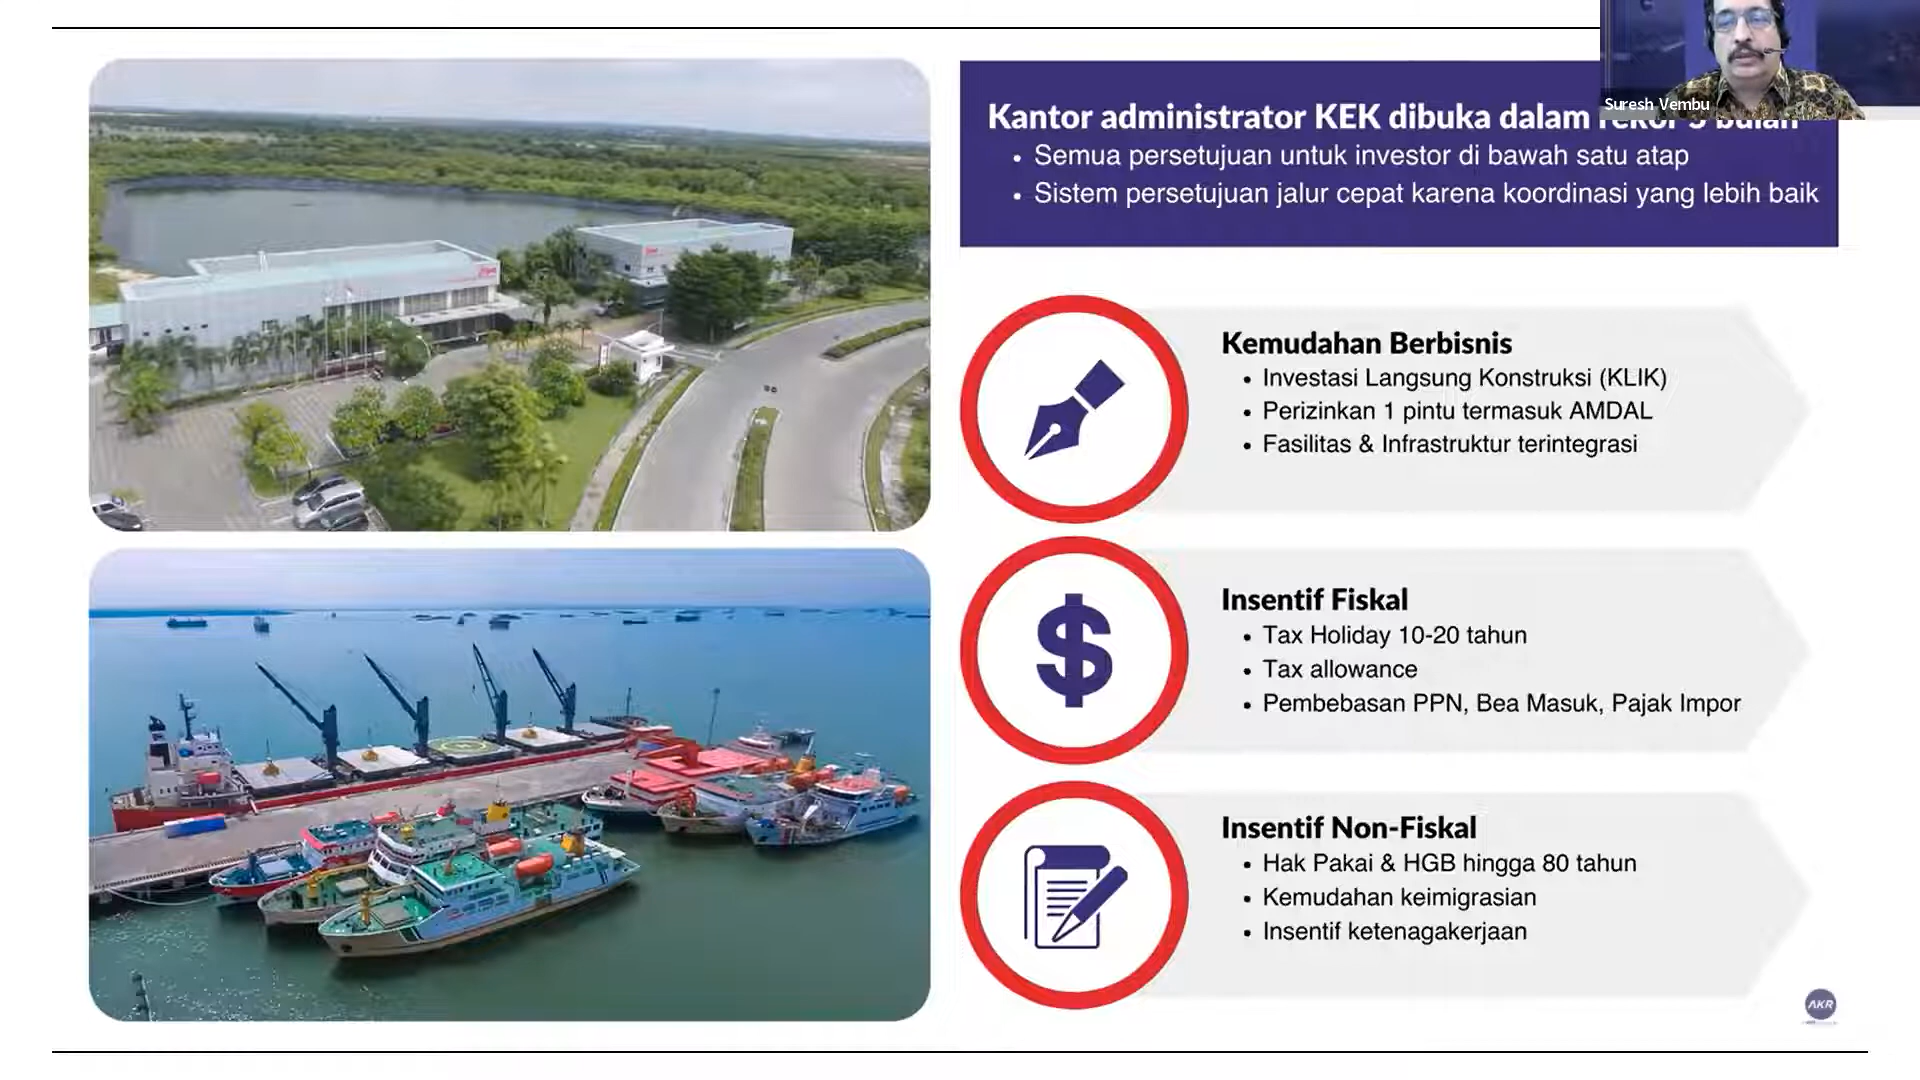 Suresh Vembu
Kantor administrator KEK dibuka dalam rekor 3 bulan
Semua persetujuan untuk investor di bawah satu atap
Sistem persetujuan jalur cepat karena koordinasi yang lebih baik
Kemudahan Berbisnis
Investasi Langsung Konstruksi (KLIK)
Perizinkan 1 pintu termasuk AMDAL
Fasilitas & Infrastruktur terintegrasi
Insentif Fiskal
Tax Holiday 10-20 tahun
Tax allowance
Pembebasan PPN, Bea Masuk, Pajak Impor
Insentif Non-Fiskal
Hak Pakai & HGB hingga 80 tahun
Kemudahan keimigrasian
Insentif ketenagakerjaan
AKR